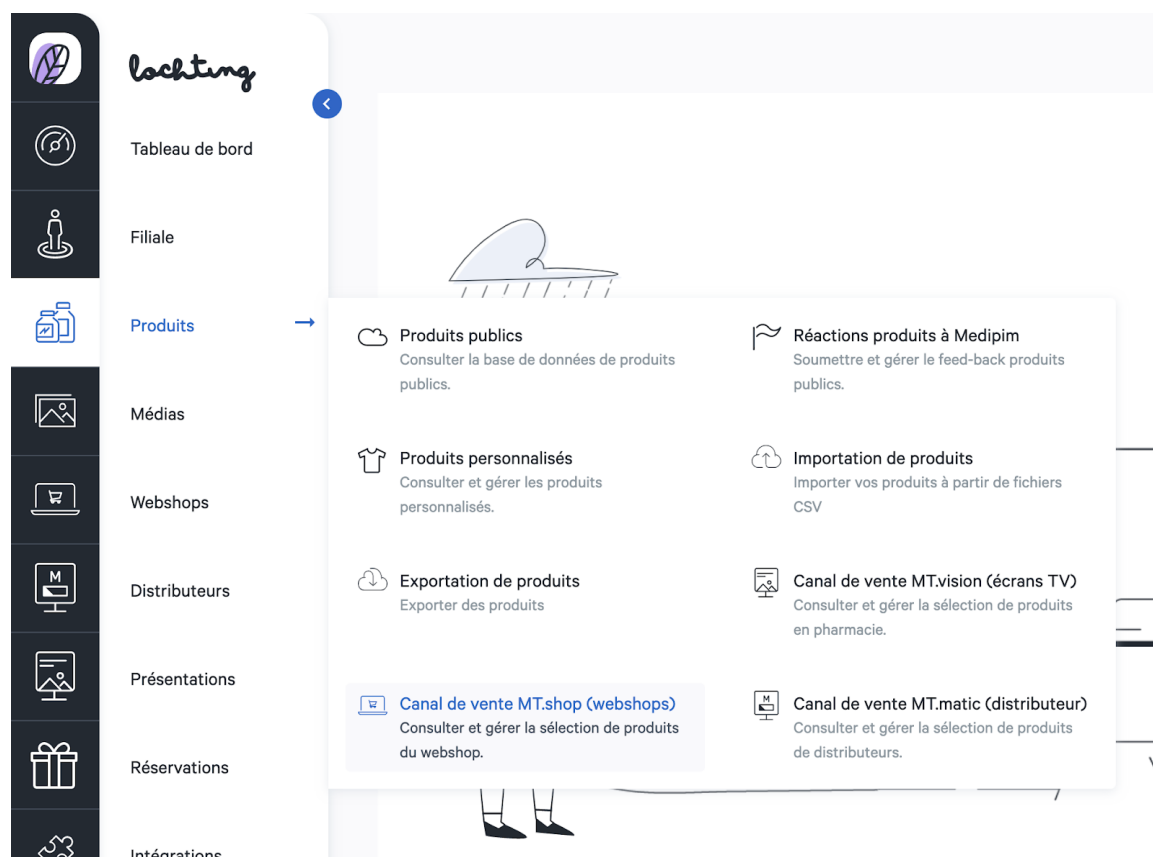 lochting
Tableau de bord
Filiale
Produits
Médias
Webshops
M
Distributeurs
Présentations
Réservations
Intégrations
Produits publics
Consulter la base de données de produits
publics.
Réactions produits à Medipim
Soumettre et gérer le feed-back produits
publics.
Produits personnalisés
Consulter et gérer les produits
personnalisés.
Importation de produits
Importer vos produits à partir de fichiers
CSV
Exportation de produits
Exporter des produits
Canal de vente MT.vision (écrans TV)
Consulter et gérer la sélection de produits
en pharmacie.
Canal de vente MT.shop (webshops)
Consulter et gérer la sélection de produits
du webshop.
M
Canal de vente MT.matic (distributeur)
Consulter et gérer la sélection de produits
de distributeurs.